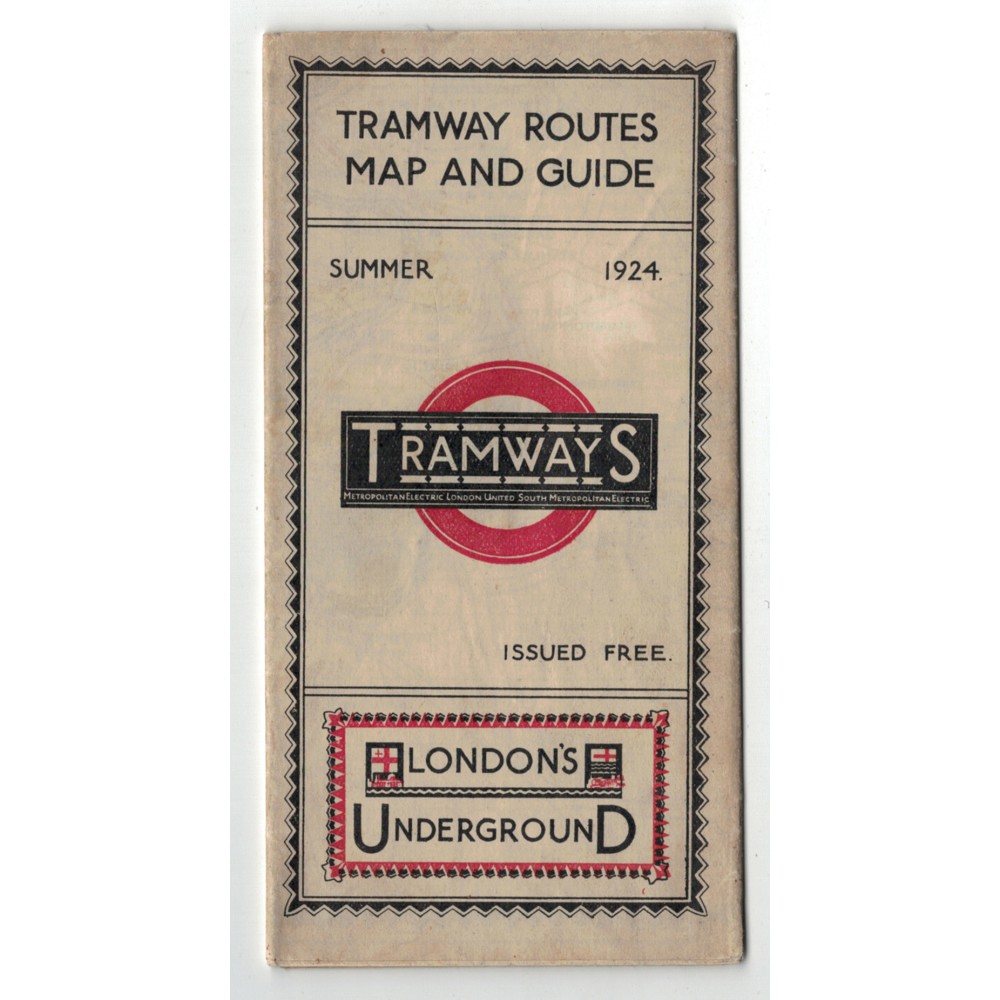 TRAMWAY ROUTES
MAP AND GUIDE
SUMMER 1924.
TRAMWAYS
METROPOLITAN ELECTRIC LONDON UNITED SOUTH METROPOLITAN ELECTRIC
ISSUED FREE.
LONDON'S
UNDERGROUND